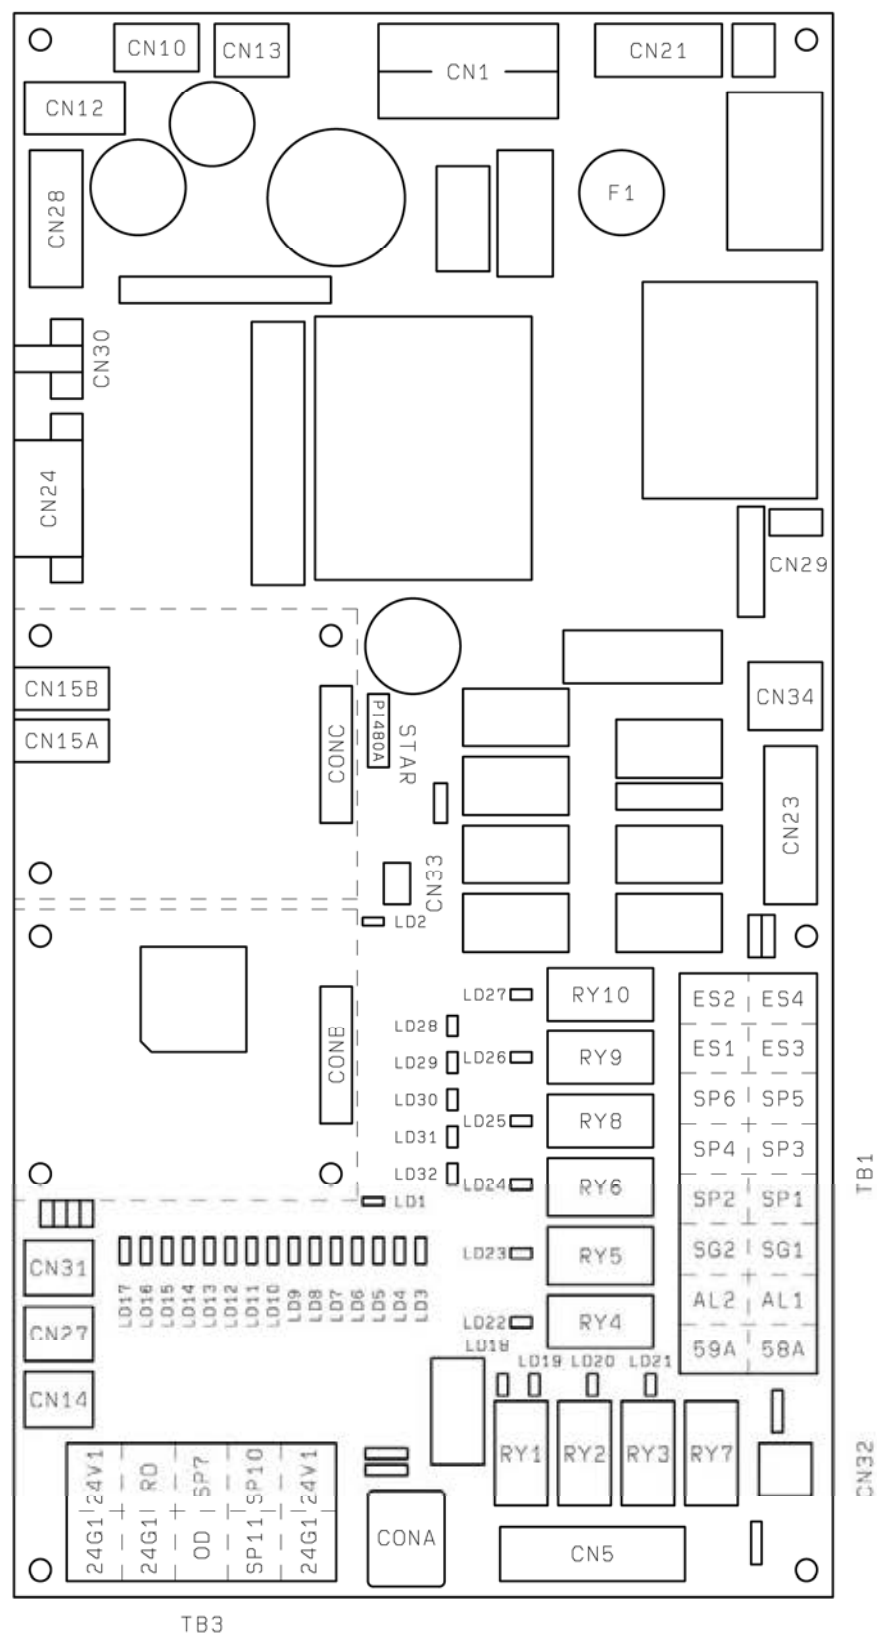 CN10
CN13
CN1
CN21
CN12
F1
CN28
CN30
CN24
CN29
CN15B
CN15A
CONC
PI480A
STAR
CN34
CN23
CN33
LD2
LD27
RY10
ES2 ES4
LD28
LD29
LD26
RY9
ES1 ES3
CONB
LD30
LD25
RY8
SP6 SP5
LD31
SP4 SP3
LD32
LD24
RY6
TB1
LD1
SP2 SP1
CN31
LD23
RY5
SG2 SG1
LD17 LD16 LD15 LD14 LD13 LD12 LD11 LD10 LD9 LD8 LD7 LD6 LD5 LD4 LD3
AL2 AL1
CN27
LD22
RY4
LD18
59A 58A
LD19 LD20 LD21
CN14
RY1 RY2 RY3 RY7
CN32
24V1 RD SP7 SP10 24V1
24G1 24G1 OD SP11 24G1
CONA
CN5
TB3